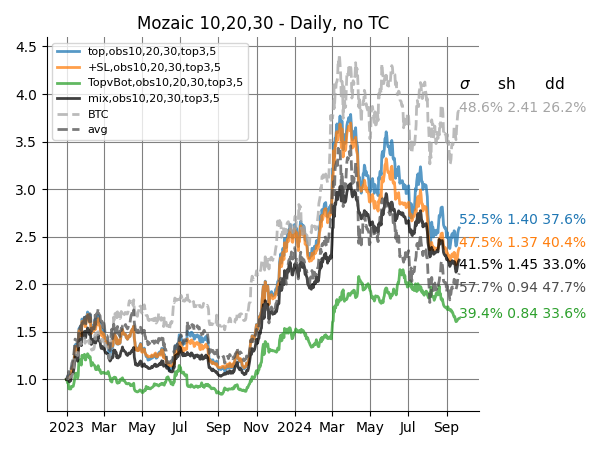 Mozaic 10,20,30 - Daily, no TC
top,obs10,20,30,top3,5
+SL,obs10,20,30,top3,5
TopvBot,obs10,20,30,top3,5
mix,obs10,20,30,top3,5
BTC
avg
σ sh dd
48.6% 2.41 26.2%
52.5% 1.40 37.6%
47.5% 1.37 40.4%
41.5% 1.45 33.0%
57.7% 0.94 47.7%
39.4% 0.84 33.6%
4.5
4.0
3.5
3.0
2.5
2.0
1.5
1.0
2023 Mar May Jul Sep Nov 2024 Mar May Jul Sep